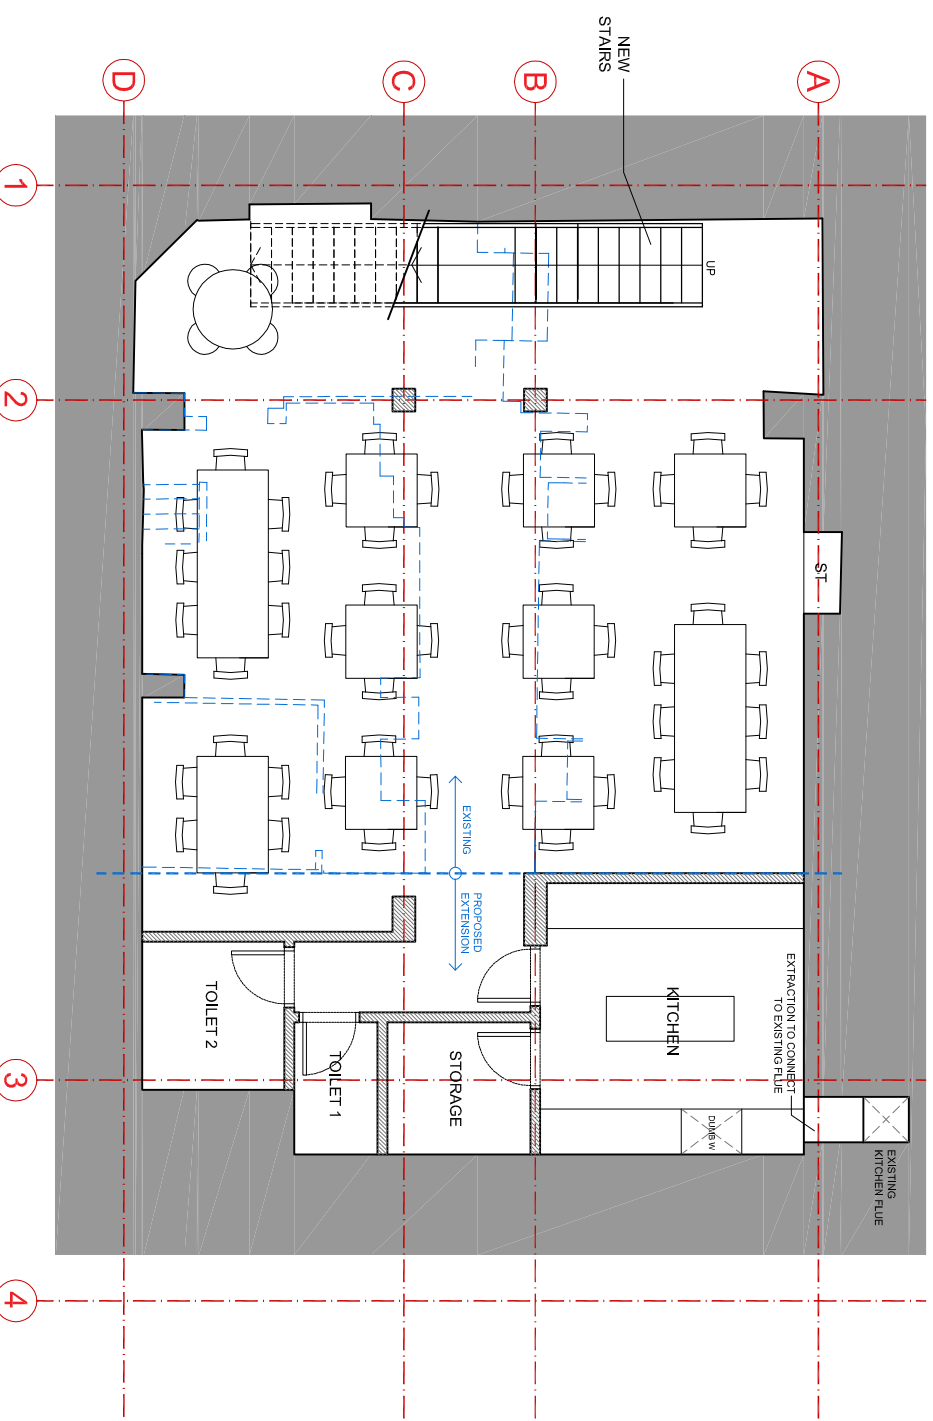 NEW
STAIRS
D
C
B
A
1
UP
2
ST
EXISTING
PROPOSED
EXTENSION
EXTRACTION TO CONNECT
TO EXISTING FLUE
KITCHEN
TOILET 2
TOILET 1
STORAGE
3
DUMB W
EXISTING
KITCHEN FLUE
4